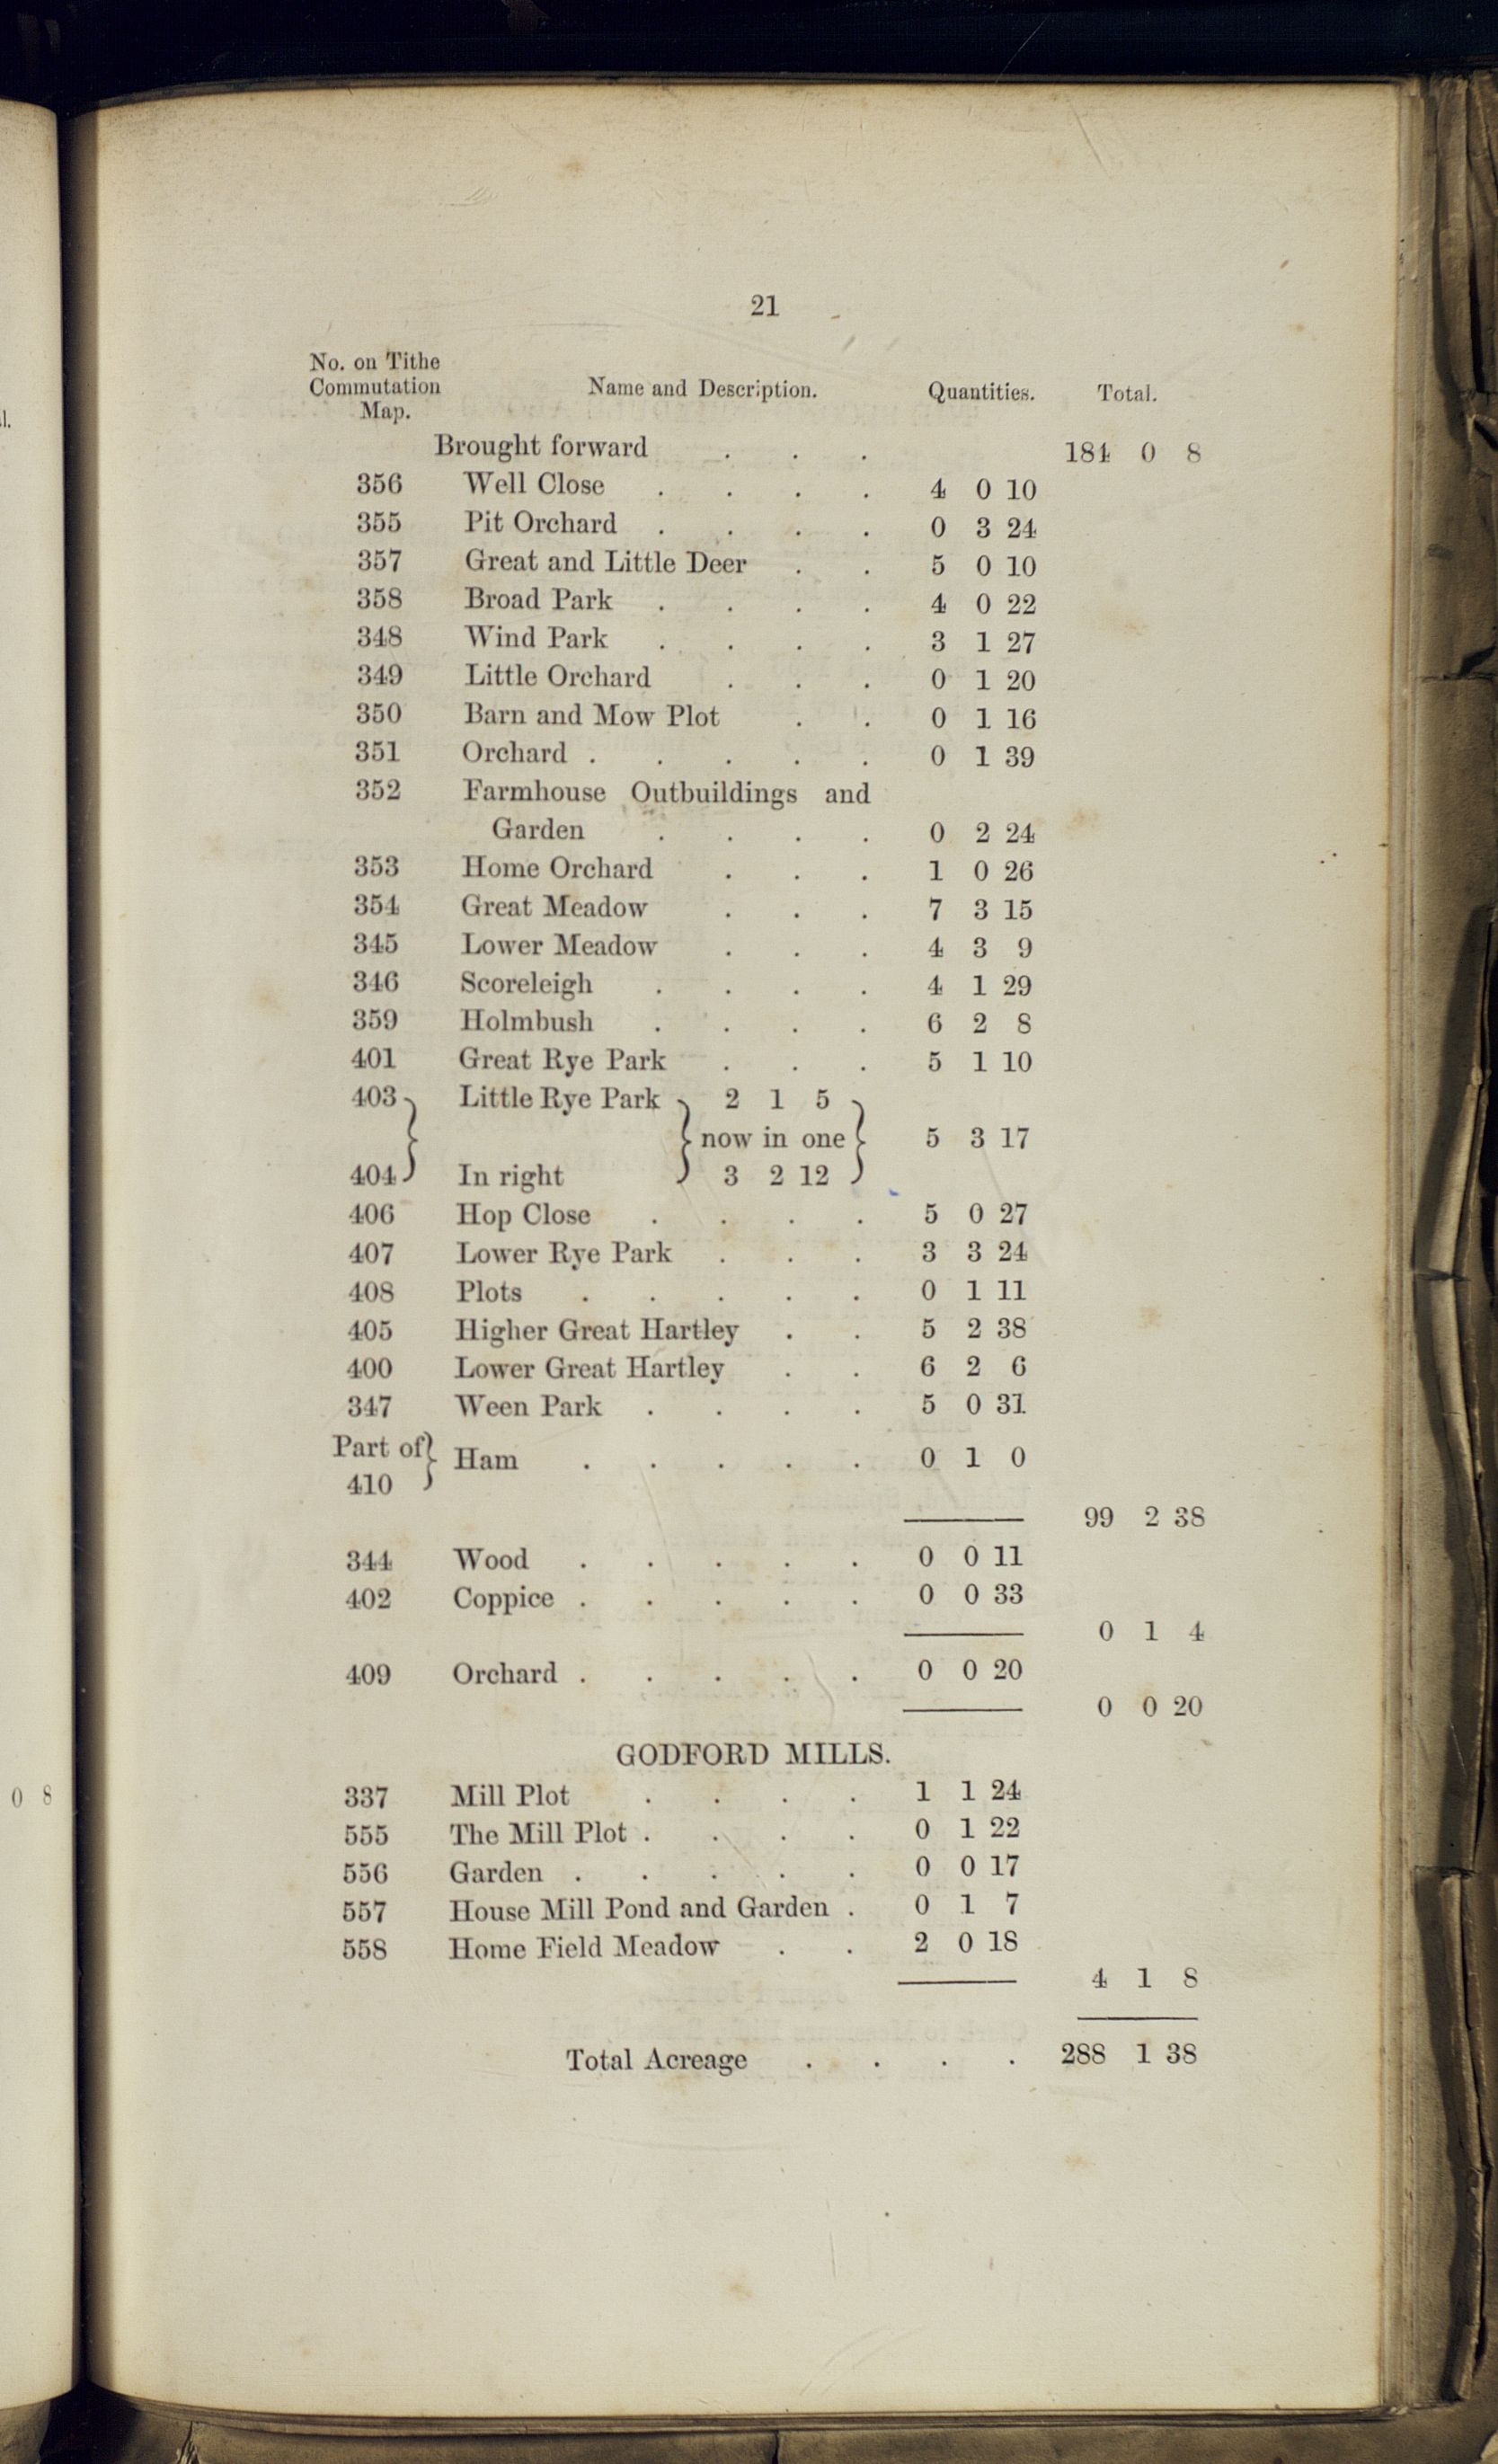 21
No. on Tithe
Commutation
Map.
Name and Description. Quantities. Total.
Brought forward . . . 184 0 8
356 Well Close . . . . 4 0 10
355 Pit Orchard . . . . 0 3 24
357 Great and Little Deer . . 5 0 10
358 Broad Park . . . . 4 0 22
348 Wind Park . . . . 3 1 27
349 Little Orchard . . . 0 1 20
350 Barn and Mow Plot . . 0 1 16
351 Orchard . . . . . 0 1 39
352 Farmhouse Outbuildings and
Garden . . . . 0 2 24
353 Home Orchard . . . 1 0 26
354 Great Meadow . . . 7 3 15
345 Lower Meadow . . . 4 3 9
346 Scoreleigh . . . . 4 1 29
359 Holmbush . . . . 6 2 8
401 Great Rye Park . . . 5 1 10
403 Little Rye Park 2 1 5
now in one 5 3 17
404 In right 3 2 12
406 Hop Close . . . . 5 0 27
407 Lower Rye Park . . . 3 3 24
408 Plots . . . . . 0 1 11
405 Higher Great Hartley . . 5 2 38
400 Lower Great Hartley . . 6 2 6
347 Ween Park . . . . 5 0 31
Part of
410
Ham . . . . . 0 1 0
99 2 38
344 Wood . . . . . 0 0 11
402 Coppice . . . . . 0 0 33
0 1 4
409 Orchard . . . . . 0 0 20
0 0 20
GODFORD MILLS.
337 Mill Plot . . . . 1 1 24
555 The Mill Plot . . . . 0 1 22
556 Garden . . . . . 0 0 17
557 House Mill Pond and Garden . 0 1 7
558 Home Field Meadow . . 2 0 18
4 1 8
Total Acreage . . . . 288 1 38
l.
0 8